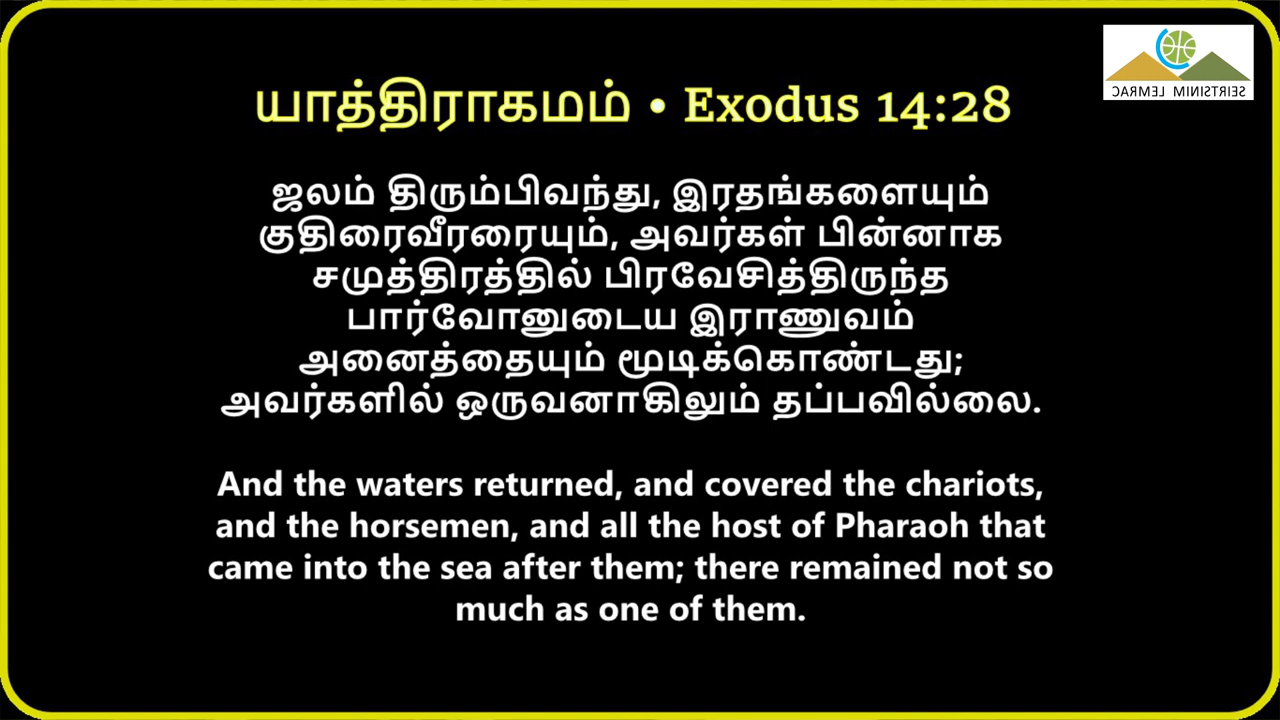 யாத்திராகமம் • Exodus 14:28
CARMEL MINISTRIES
ஜலம் திரும்பிவந்து, இரதங்களையும்
குதிரைவீரரையும், அவர்கள் பின்னாக
சமுத்திரத்தில் பிரவேசித்திருந்த
பார்வோனுடைய இராணுவம்
அனைத்தையும் மூடிக்கொண்டது;
அவர்களில் ஒருவனாகிலும் தப்பவில்லை.
And the waters returned, and covered the chariots,
and the horsemen, and all the host of Pharaoh that
came into the sea after them; there remained not so
much as one of them.